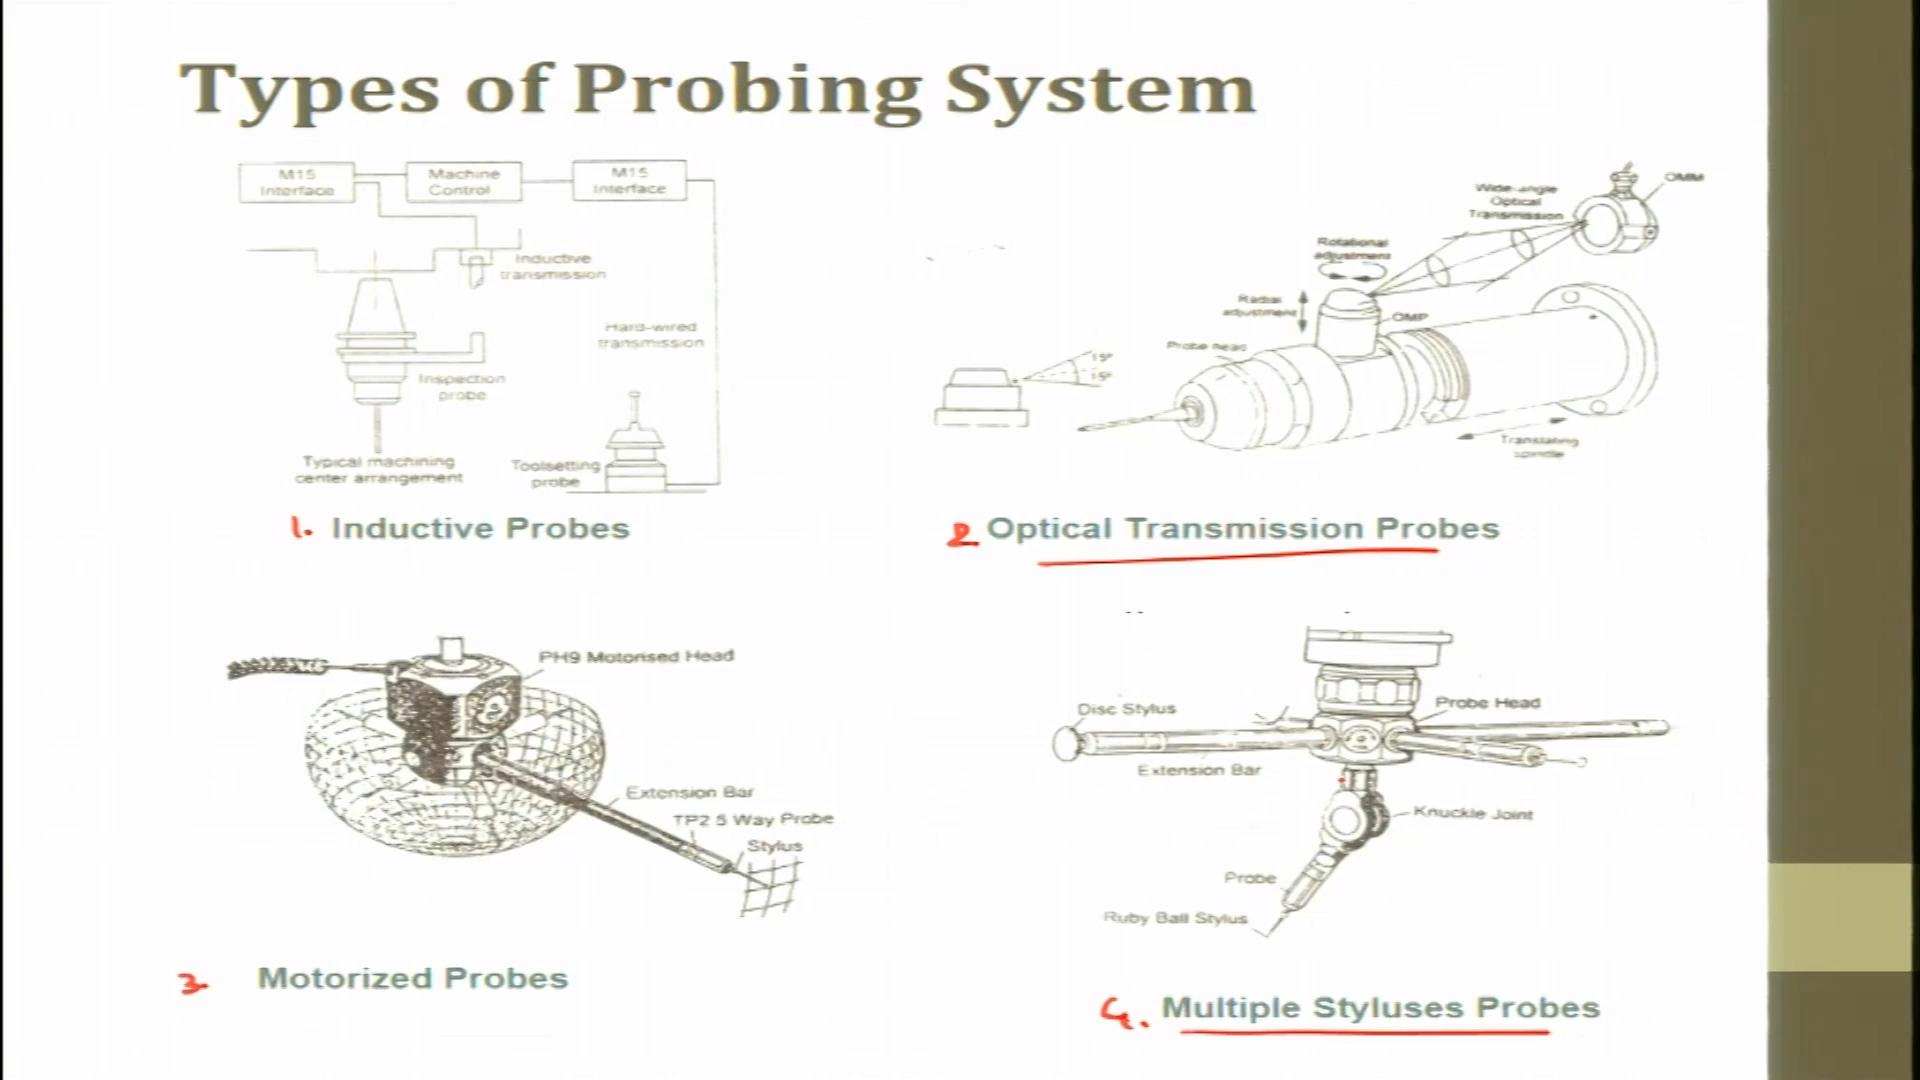 Types of Probing System
M15
Interface
Machine
Control
M15
Interface
Inductive
transmission
Hard-wired
transmission
Inspection
probe
Typical machining
center arrangement
Toolsetting
probe
1. Inductive Probes
Wide-angle
Optical
Transmission
OMM
Rotational
adjustment
Radial
adjustment
OMP
Probe head
15°
15°
Translating
spindle
2. Optical Transmission Probes
PH9 Motorised Head
Extension Bar
TP2 5 Way Probe
Stylus
3. Motorized Probes
Disc Stylus
Probe Head
Extension Bar
Knuckle Joint
Probe
Ruby Ball Stylus
4. Multiple Styluses Probes